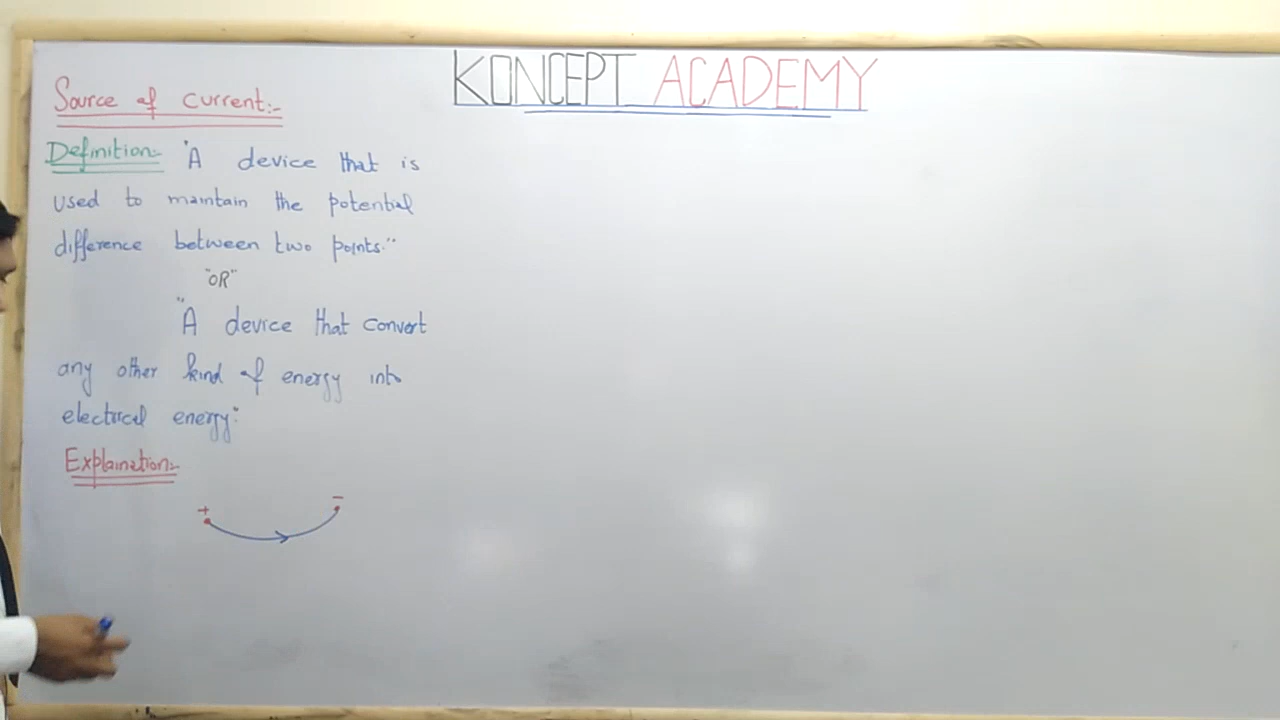 KONCEPT ACADEMY
Source of current:-
Definition:- "A device that is
used to maintain the potential
difference between two points."
"OR"
"A device that convert
any other kind of energy into
electrical energy"
Explaination:-
+ -